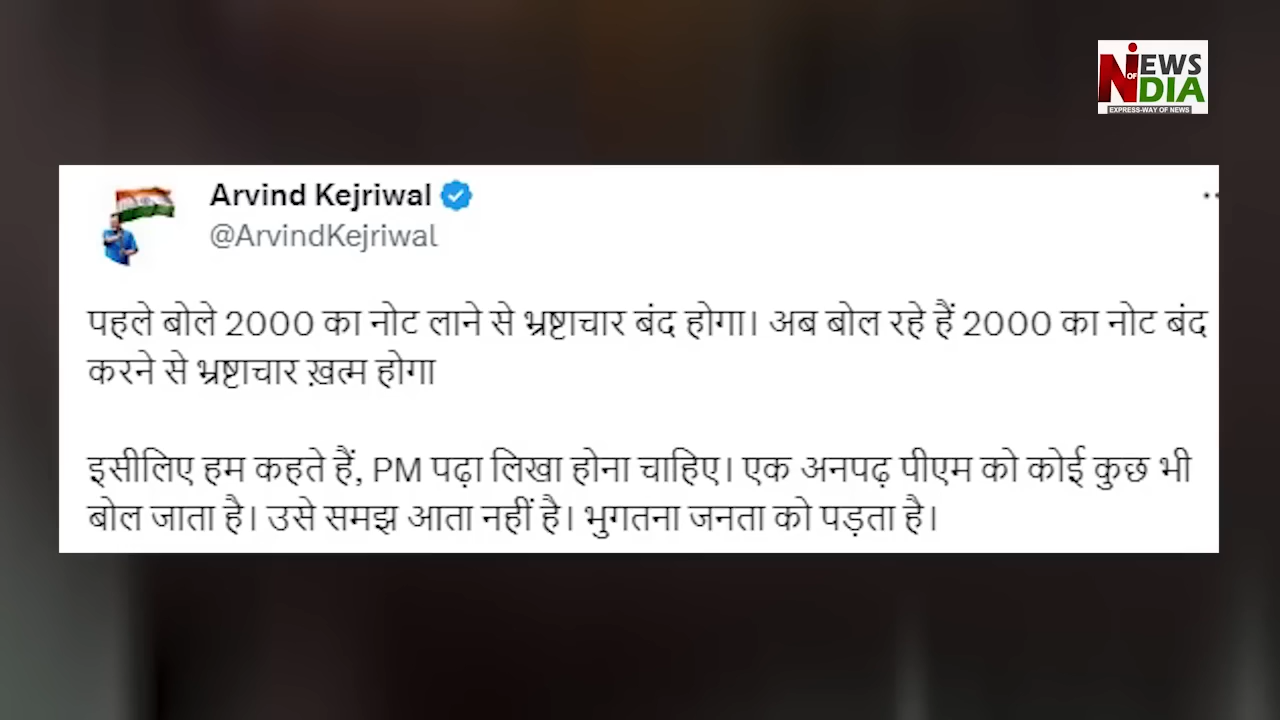 NEWS
OF
INDIA
EXPRESS-WAY OF NEWS
Arvind Kejriwal
@ArvindKejriwal
पहले बोले 2000 का नोट लाने से भ्रष्टाचार बंद होगा। अब बोल रहे हैं 2000 का नोट बंद
करने से भ्रष्टाचार ख़त्म होगा
इसीलिए हम कहते हैं, PM पढ़ा लिखा होना चाहिए। एक अनपढ़ पीएम को कोई कुछ भी
बोल जाता है। उसे समझ आता नहीं है। भुगतना जनता को पड़ता है।